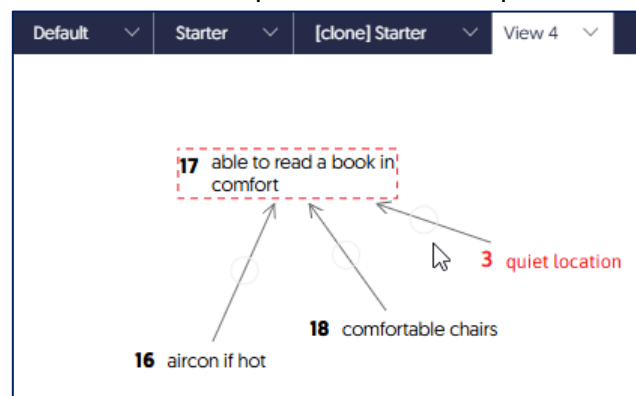 Default
Starter
[clone] Starter
View 4
17 able to read a book in
comfort
3 quiet location
18 comfortable chairs
16 aircon if hot